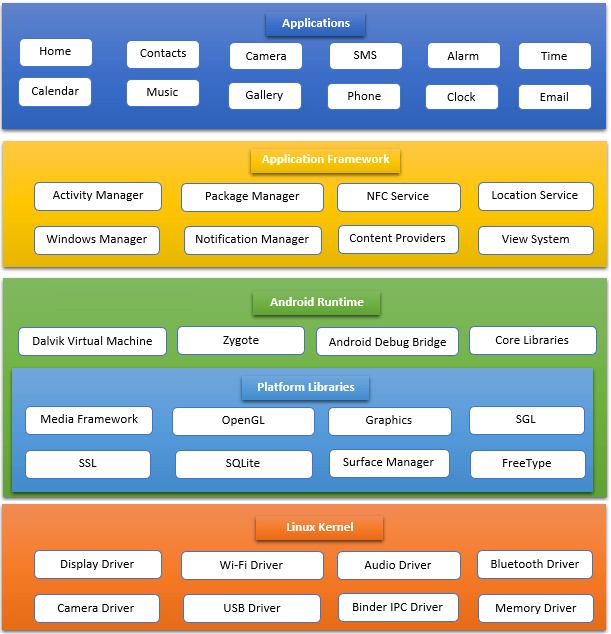 Applications
Home Contacts Camera SMS Alarm Time
Calendar Music Gallery Phone Clock Email
Application Framework
Activity Manager Package Manager NFC Service Location Service
Windows Manager Notification Manager Content Providers View System
Android Runtime
Dalvik Virtual Machine Zygote Android Debug Bridge Core Libraries
Platform Libraries
Media Framework OpenGL Graphics SGL
SSL SQLite Surface Manager FreeType
Linux Kernel
Display Driver Wi-Fi Driver Audio Driver Bluetooth Driver
Camera Driver USB Driver Binder IPC Driver Memory Driver